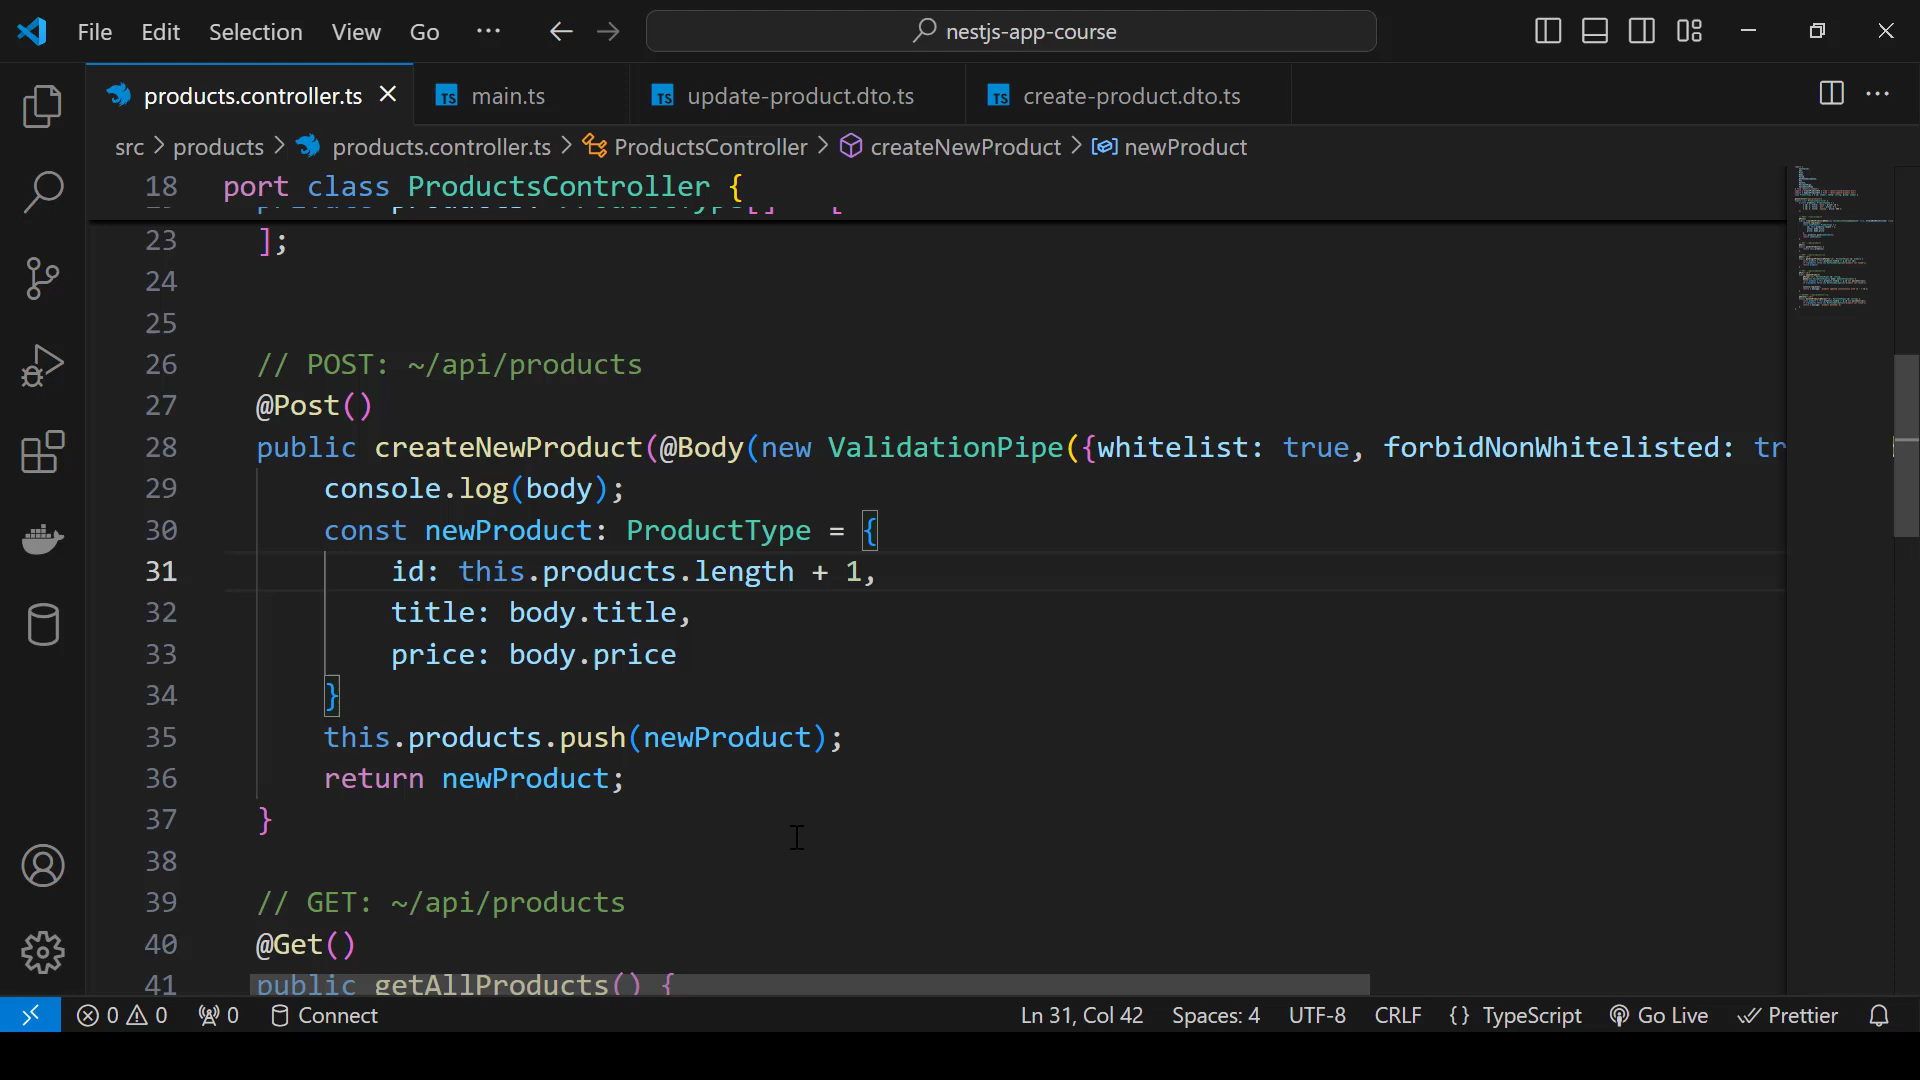 File Edit Selection View Go ··· nestjs-app-course
products.controller.ts main.ts update-product.dto.ts create-product.dto.ts
src > products > products.controller.ts > ProductsController > createNewProduct > newProduct
18 port class ProductsController {
23 ];
24
25
26 // POST: ~/api/products
27 @Post()
28 public createNewProduct(@Body(new ValidationPipe({whitelist: true, forbidNonWhitelisted: tr
29 console.log(body);
30 const newProduct: ProductType = {
31 id: this.products.length + 1,
32 title: body.title,
33 price: body.price
34 }
35 this.products.push(newProduct);
36 return newProduct;
37 }
38
39 // GET: ~/api/products
40 @Get()
41 public getAllProducts() {
0 0 0 Connect Ln 31, Col 42 Spaces: 4 UTF-8 CRLF {} TypeScript Go Live Prettier